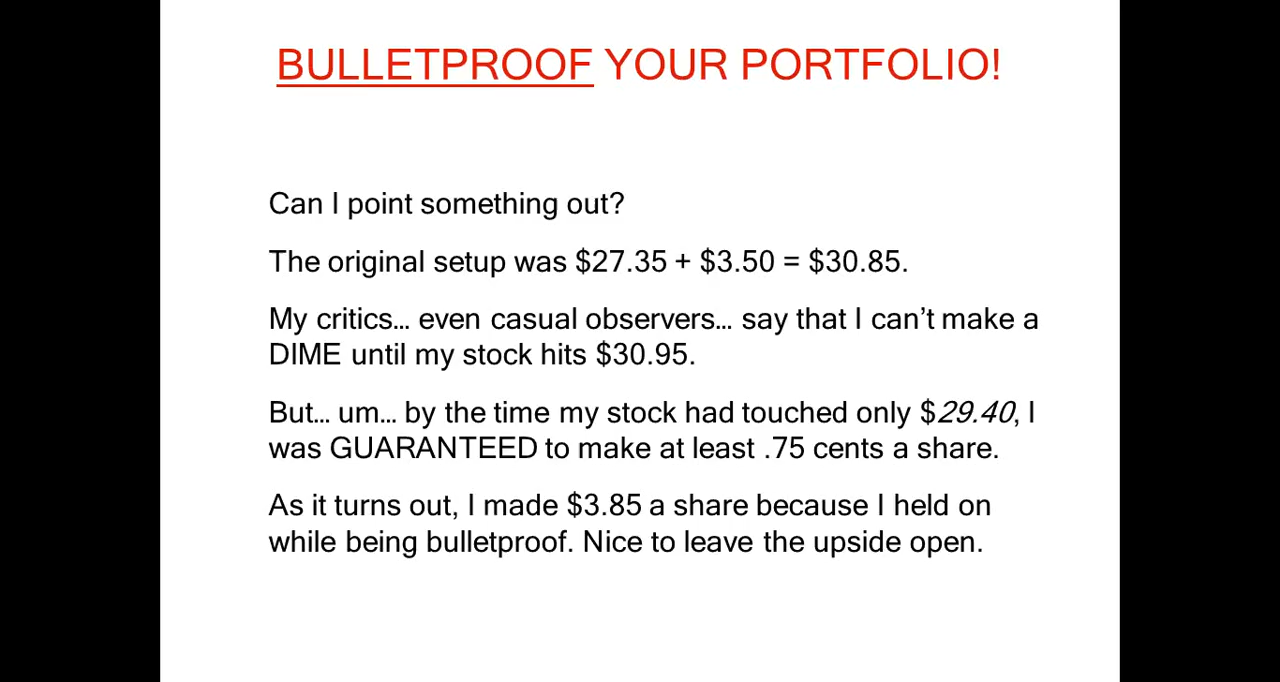 BULLETPROOF YOUR PORTFOLIO!
Can I point something out?
The original setup was $27.35 + $3.50 = $30.85.
My critics… even casual observers… say that I can’t make a
DIME until my stock hits $30.95.
But… um… by the time my stock had touched only $29.40, I
was GUARANTEED to make at least .75 cents a share.
As it turns out, I made $3.85 a share because I held on
while being bulletproof. Nice to leave the upside open.